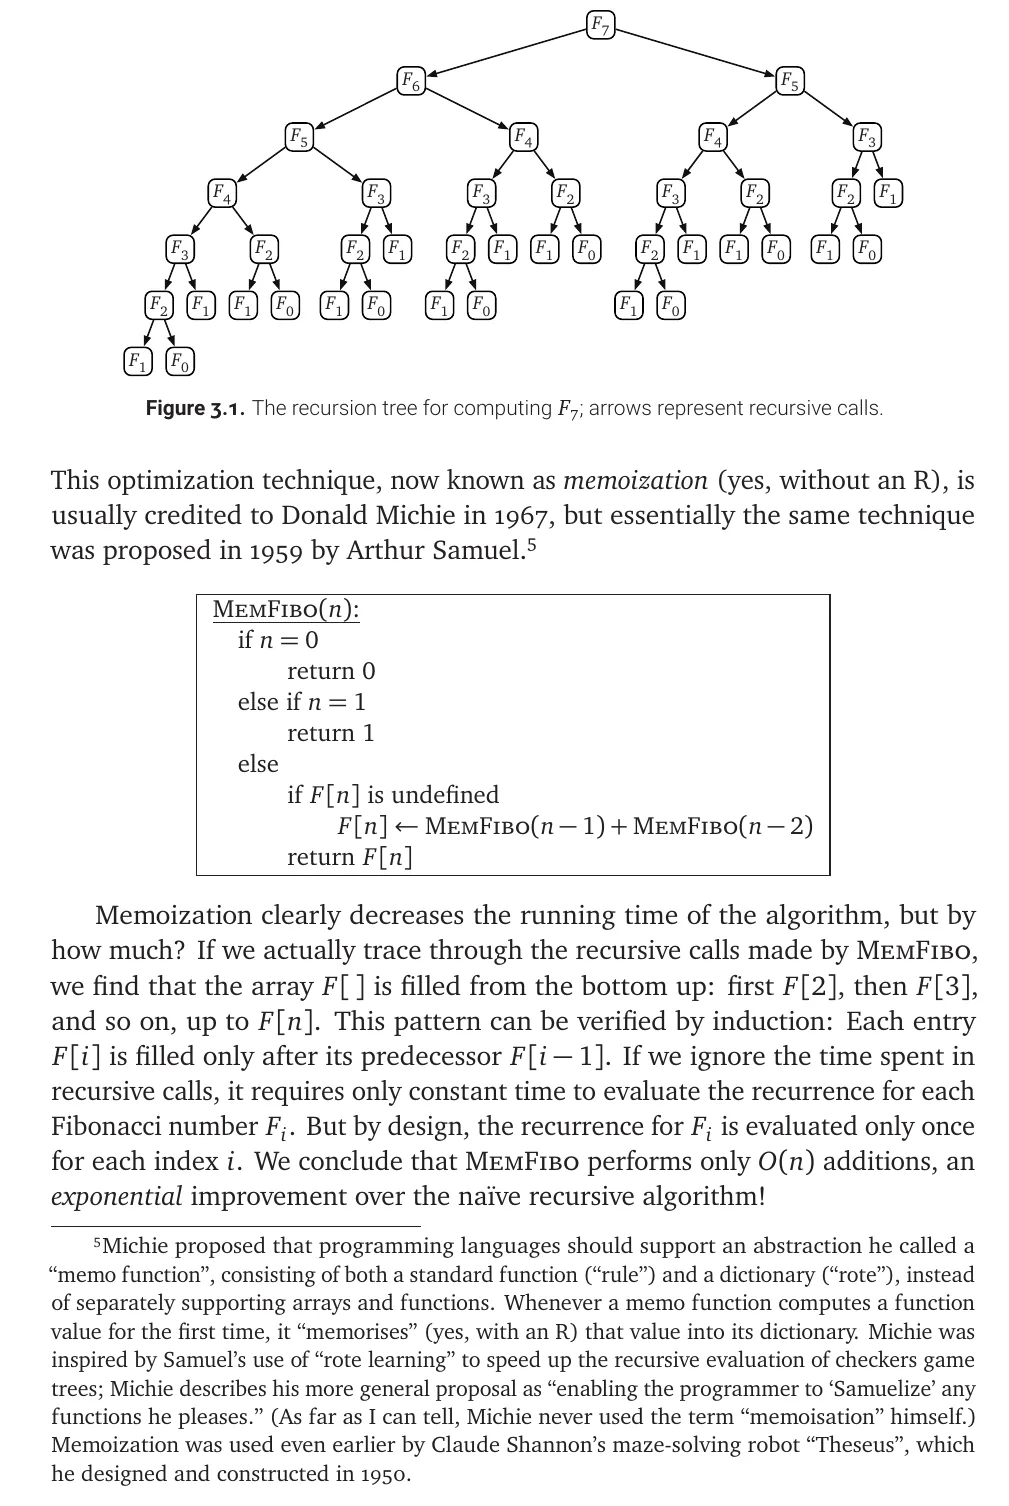 F7
F6 F5
F5 F4 F4 F3
F4 F3 F3 F2 F3 F2 F2 F1
F3 F2 F2 F1 F2 F1 F1 F0 F2 F1 F1 F0 F1 F0
F2 F1 F1 F0 F1 F0 F1 F0 F1 F0
F1 F0
Figure 3.1. The recursion tree for computing F7; arrows represent recursive calls.
This optimization technique, now known as memoization (yes, without an R), is
usually credited to Donald Michie in 1967, but essentially the same technique
was proposed in 1959 by Arthur Samuel.⁵
MEMFIBO(n):
if n = 0
return 0
else if n = 1
return 1
else
if F[n] is undefined
F[n] ← MEMFIBO(n − 1) + MEMFIBO(n − 2)
return F[n]
Memoization clearly decreases the running time of the algorithm, but by
how much? If we actually trace through the recursive calls made by MEMFIBO,
we find that the array F[ ] is filled from the bottom up: first F[2], then F[3],
and so on, up to F[n]. This pattern can be verified by induction: Each entry
F[i] is filled only after its predecessor F[i − 1]. If we ignore the time spent in
recursive calls, it requires only constant time to evaluate the recurrence for each
Fibonacci number Fi. But by design, the recurrence for Fi is evaluated only once
for each index i. We conclude that MEMFIBO performs only O(n) additions, an
exponential improvement over the naïve recursive algorithm!
⁵Michie proposed that programming languages should support an abstraction he called a
“memo function”, consisting of both a standard function (“rule”) and a dictionary (“rote”), instead
of separately supporting arrays and functions. Whenever a memo function computes a function
value for the first time, it “memorises” (yes, with an R) that value into its dictionary. Michie was
inspired by Samuel’s use of “rote learning” to speed up the recursive evaluation of checkers game
trees; Michie describes his more general proposal as “enabling the programmer to ‘Samuelize’ any
functions he pleases.” (As far as I can tell, Michie never used the term “memoisation” himself.)
Memoization was used even earlier by Claude Shannon’s maze-solving robot “Theseus”, which
he designed and constructed in 1950.